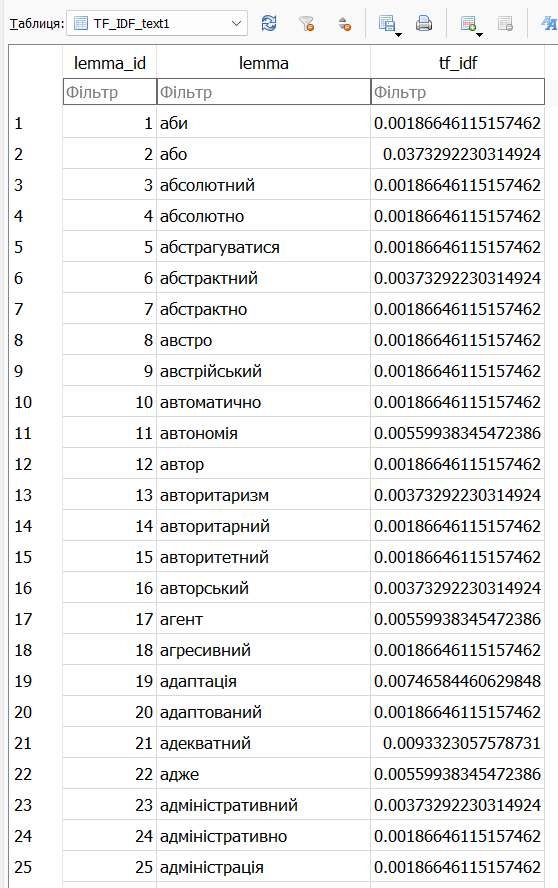 Таблиця: TF_IDF_text1
lemma_id lemma tf_idf
Фільтр Фільтр Фільтр
1 1 аби 0.00186646115157462
2 2 або 0.0373292230314924
3 3 абсолютний 0.00186646115157462
4 4 абсолютно 0.00186646115157462
5 5 абстрагуватися 0.00186646115157462
6 6 абстрактний 0.00373292230314924
7 7 абстрактно 0.00186646115157462
8 8 австро 0.00186646115157462
9 9 австрійський 0.00186646115157462
10 10 автоматично 0.00186646115157462
11 11 автономія 0.00559938345472386
12 12 автор 0.00186646115157462
13 13 авторитаризм 0.00373292230314924
14 14 авторитарний 0.00186646115157462
15 15 авторитетний 0.00186646115157462
16 16 авторський 0.00373292230314924
17 17 агент 0.00559938345472386
18 18 агресивний 0.00186646115157462
19 19 адаптація 0.00746584460629848
20 20 адаптований 0.00186646115157462
21 21 адекватний 0.0093323057578731
22 22 адже 0.00559938345472386
23 23 адміністративний 0.00373292230314924
24 24 адміністративно 0.00186646115157462
25 25 адміністрація 0.00186646115157462